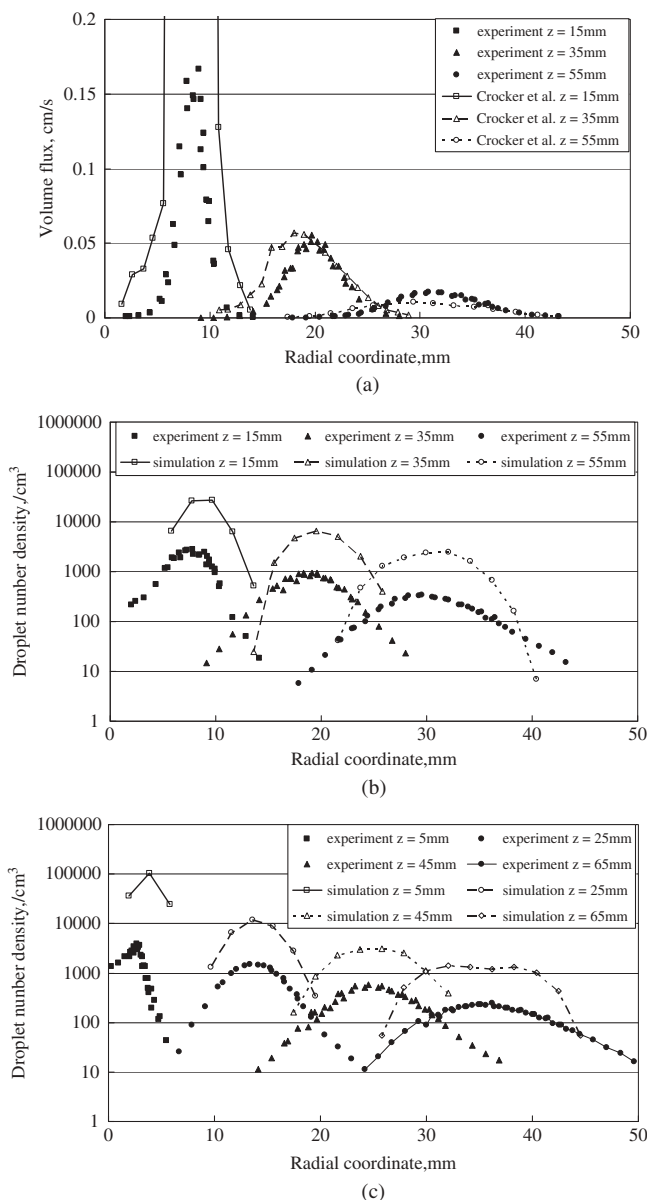 0.2
0.15
0.1
0.05
0
Volume flux, cm/s
experiment z = 15mm
experiment z = 35mm
experiment z = 55mm
Crocker et al. z = 15mm
Crocker et al. z = 35mm
Crocker et al. z = 55mm
0 10 20 30 40 50
Radial coordinate,mm
(a)
1000000
100000
10000
1000
100
10
1
Droplet nunber density,/cm³
experiment z = 15mm experiment z = 35mm experiment z = 55mm
simulation z = 15mm simulation z = 35mm simulation z = 55mm
0 10 20 30 40 50
Radial coordinate,mm
(b)
1000000
100000
10000
1000
100
10
1
Droplet nunber density,/cm³
experiment z = 5mm experiment z = 25mm
experiment z = 45mm experiment z = 65mm
simulation z = 5mm simulation z = 25mm
simulation z = 45mm simulation z = 65mm
0 10 20 30 40 50
Radial coordinate,mm
(c)